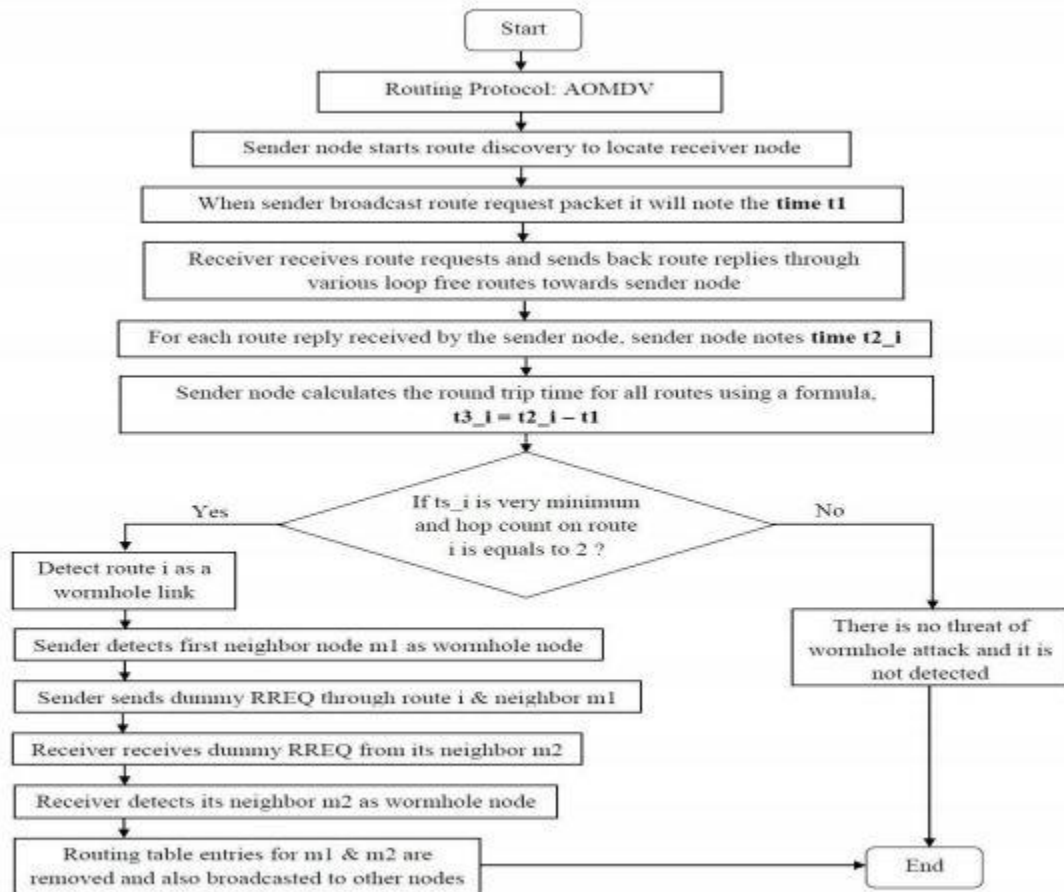 Start
Routing Protocol: AOMDV
Sender node starts route discovery to locate receiver node
When sender broadcast route request packet it will note the time t1
Receiver receives route requests and sends back route replies through
various loop free routes towards sender node
For each route reply received by the sender node, sender node notes time t2_i
Sender node calculates the round trip time for all routes using a formula,
t3_i = t2_i – t1
If ts_i is very minimum
and hop count on route
i is equals to 2 ?
Yes
Detect route i as a
wormhole link
Sender detects first neighbor node m1 as wormhole node
Sender sends dummy RREQ through route i & neighbor m1
Receiver receives dummy RREQ from its neighbor m2
Receiver detects its neighbor m2 as wormhole node
Routing table entries for m1 & m2 are
removed and also broadcasted to other nodes
No
There is no threat of
wormhole attack and it is
not detected
End